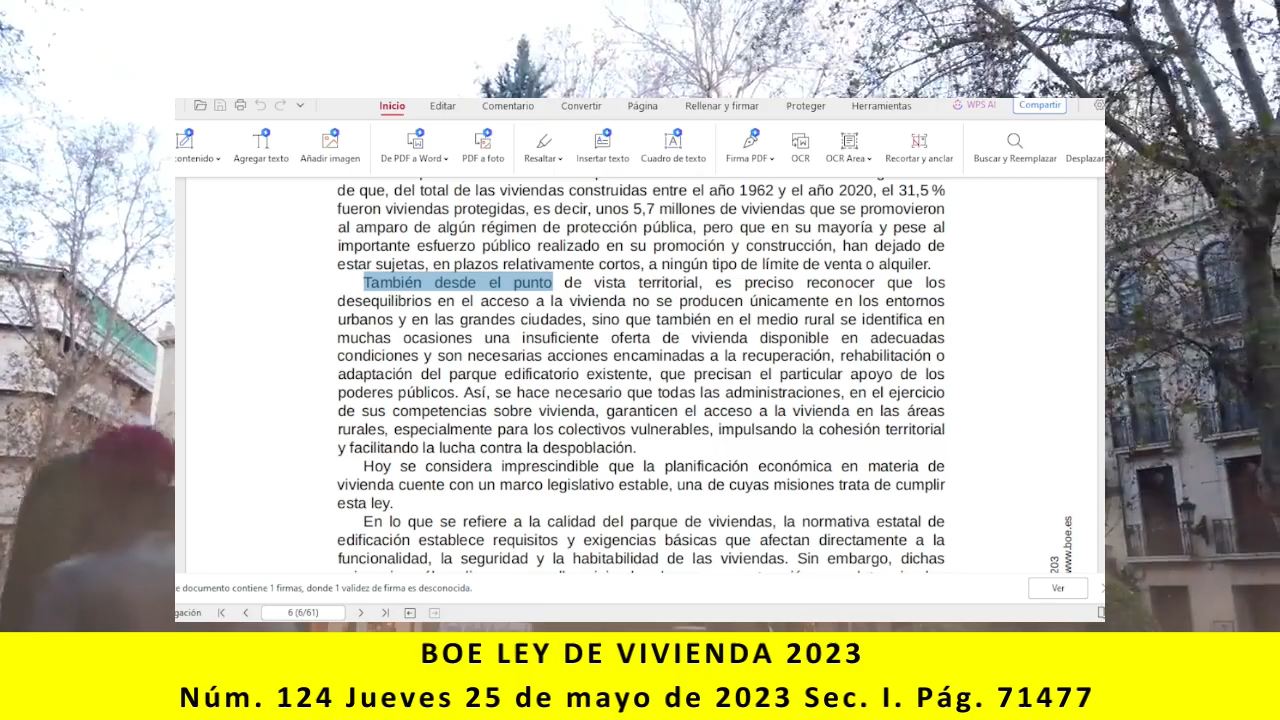 Inicio Editar Comentario Convertir Página Rellenar y firmar Proteger Herramientas WPS AI Compartir
contenido Agregar texto Añadir imagen De PDF a Word PDF a foto Resaltar Insertar texto Cuadro de texto Firma PDF OCR OCR Area Recortar y anclar Buscar y Reemplazar Desplazar
de que, del total de las viviendas construidas entre el año 1962 y el año 2020, el 31,5 %
fueron viviendas protegidas, es decir, unos 5,7 millones de viviendas que se promovieron
al amparo de algún régimen de protección pública, pero que en su mayoría y pese al
importante esfuerzo público realizado en su promoción y construcción, han dejado de
estar sujetas, en plazos relativamente cortos, a ningún tipo de límite de venta o alquiler.
También desde el punto de vista territorial, es preciso reconocer que los
desequilibrios en el acceso a la vivienda no se producen únicamente en los entornos
urbanos y en las grandes ciudades, sino que también en el medio rural se identifica en
muchas ocasiones una insuficiente oferta de vivienda disponible en adecuadas
condiciones y son necesarias acciones encaminadas a la recuperación, rehabilitación o
adaptación del parque edificatorio existente, que precisan el particular apoyo de los
poderes públicos. Así, se hace necesario que todas las administraciones, en el ejercicio
de sus competencias sobre vivienda, garanticen el acceso a la vivienda en las áreas
rurales, especialmente para los colectivos vulnerables, impulsando la cohesión territorial
y facilitando la lucha contra la despoblación.
Hoy se considera imprescindible que la planificación económica en materia de
vivienda cuente con un marco legislativo estable, una de cuyas misiones trata de cumplir
esta ley.
En lo que se refiere a la calidad del parque de viviendas, la normativa estatal de
edificación establece requisitos y exigencias básicas que afectan directamente a la
funcionalidad, la seguridad y la habitabilidad de las viviendas. Sin embargo, dichas
203
www.boe.es
e documento contiene 1 firmas, donde 1 validez de firma es desconocida.
Ver
gación 6 (6/61)
BOE LEY DE VIVIENDA 2023
Núm. 124 Jueves 25 de mayo de 2023 Sec. I. Pág. 71477